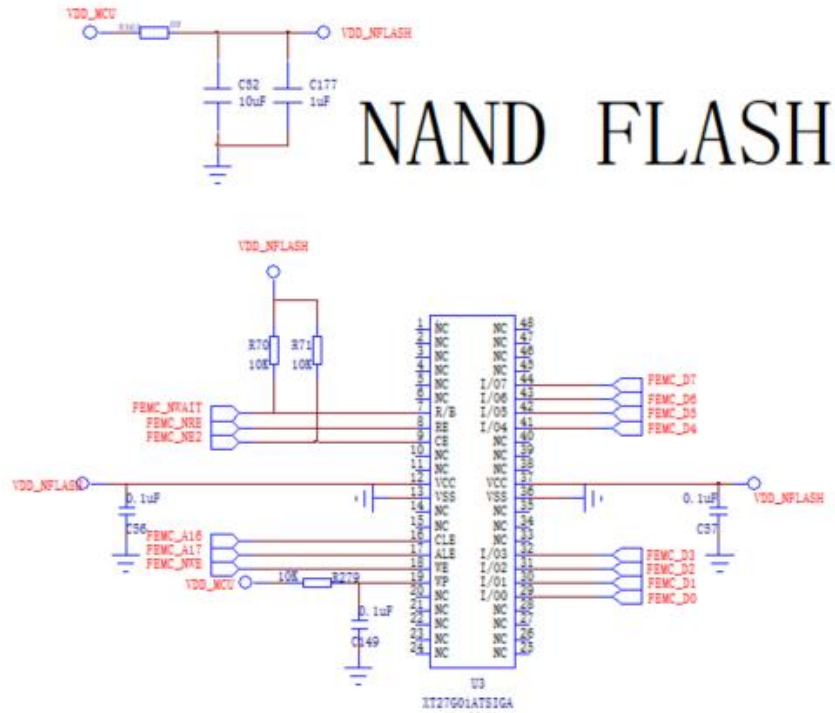 VDD_MCU
VDD_NFLASH
C52
10uF
C177
1uF
NAND FLASH
VDD_NFLASH
R70
10K
R71
10K
FEMC_NWAIT
FEMC_NRE
FEMC_NE2
VDD_NFLASH
0.1uF
C56
FEMC_A16
FEMC_A17
FEMC_NWE
VDD_MCU
10K
R279
0.1uF
C149
1 NC NC 48
2 NC NC 47
3 NC NC 46
4 NC NC 45
5 NC I/O7 44
6 NC I/O6 43
7 R/B I/O5 42
8 RE I/O4 41
9 CE NC 40
10 NC NC 39
11 NC NC 38
12 VCC VCC 37
13 VSS VSS 36
14 NC NC 35
15 NC NC 34
16 CLE NC 33
17 ALE I/O3 32
18 WE I/O2 31
19 WP I/O1 30
20 NC I/O0 29
21 NC NC 28
22 NC NC 27
23 NC NC 26
24 NC NC 25
FEMC_D7
FEMC_D6
FEMC_D5
FEMC_D4
0.1uF
C57
VDD_NFLASH
FEMC_D3
FEMC_D2
FEMC_D1
FEMC_D0
U3
XT27G01ATSIGA